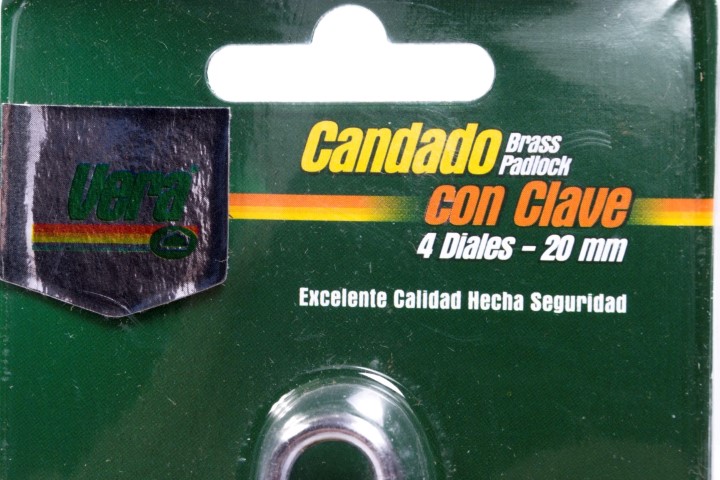 Vera
Candado Brass
Padlock
con Clave
4 Diales - 20 mm
Excelente Calidad Hecha Seguridad